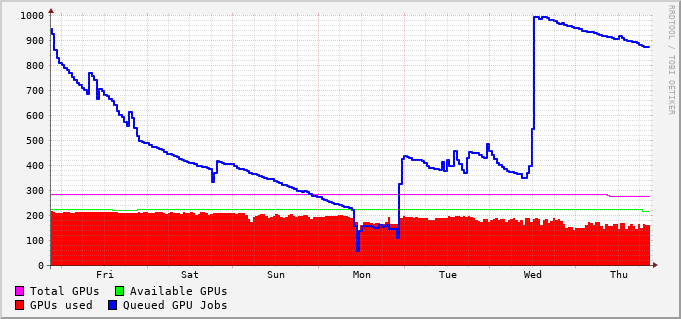 1000
900
800
700
600
500
400
300
200
100
0
Fri Sat Sun Mon Tue Wed Thu
Total GPUs Available GPUs
GPUs used Queued GPU Jobs
RRDTOOL / TOBI OETIKER